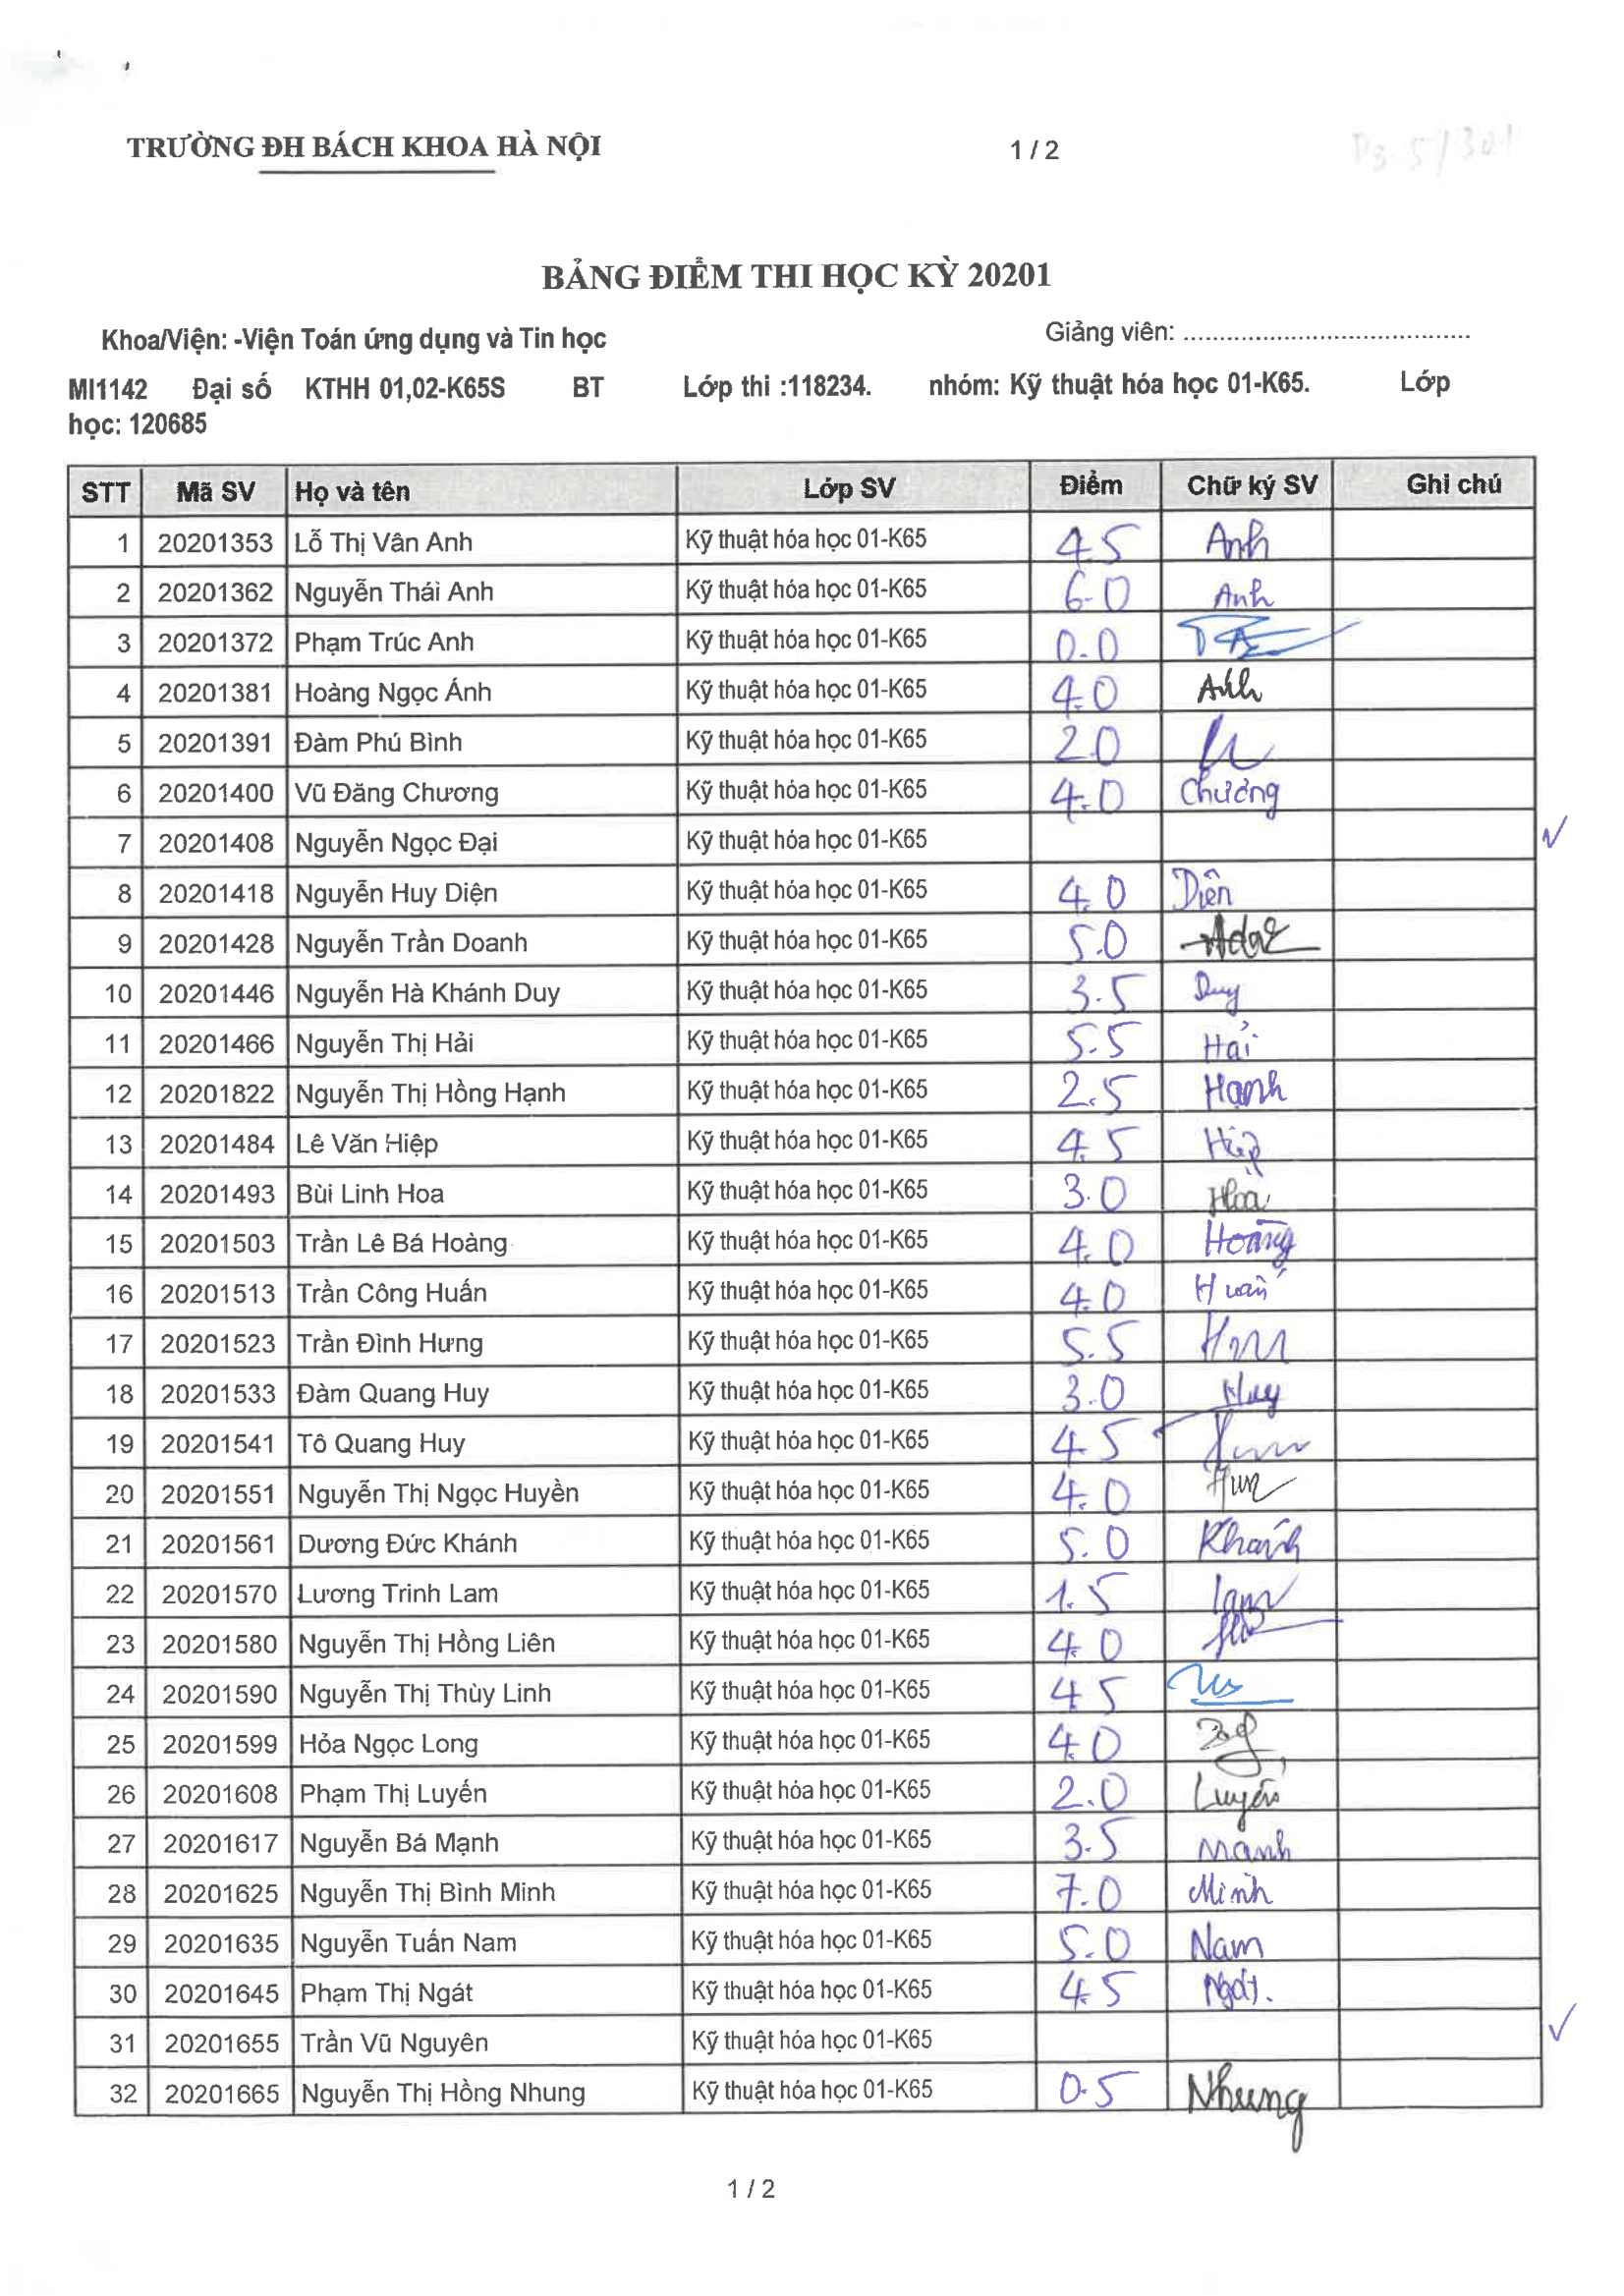 TRƯỜNG ĐH BÁCH KHOA HÀ NỘI 1 / 2
BẢNG ĐIỂM THI HỌC KỲ 20201
Khoa/Viện: -Viện Toán ứng dụng và Tin học Giảng viên: ........................................
MI1142 Đại số KTHH 01,02-K65S BT Lớp thi :118234. nhóm: Kỹ thuật hóa học 01-K65. Lớp
học: 120685
STT Mã SV Họ và tên Lớp SV Điểm Chữ ký SV Ghi chú
1 20201353 Lỗ Thị Vân Anh Kỹ thuật hóa học 01-K65 4.5 Anh
2 20201362 Nguyễn Thái Anh Kỹ thuật hóa học 01-K65 6.0 Anh
3 20201372 Phạm Trúc Anh Kỹ thuật hóa học 01-K65 0.0
4 20201381 Hoàng Ngọc Ánh Kỹ thuật hóa học 01-K65 4.0 Ánh
5 20201391 Đàm Phú Bình Kỹ thuật hóa học 01-K65 2.0
6 20201400 Vũ Đăng Chương Kỹ thuật hóa học 01-K65 4.0 Chương
7 20201408 Nguyễn Ngọc Đại Kỹ thuật hóa học 01-K65 ✓
8 20201418 Nguyễn Huy Diện Kỹ thuật hóa học 01-K65 4.0 Diện
9 20201428 Nguyễn Trần Doanh Kỹ thuật hóa học 01-K65 5.0
10 20201446 Nguyễn Hà Khánh Duy Kỹ thuật hóa học 01-K65 3.5 Duy
11 20201466 Nguyễn Thị Hải Kỹ thuật hóa học 01-K65 5.5 Hải
12 20201822 Nguyễn Thị Hồng Hạnh Kỹ thuật hóa học 01-K65 2.5 Hạnh
13 20201484 Lê Văn Hiệp Kỹ thuật hóa học 01-K65 4.5 Hiệp
14 20201493 Bùi Linh Hoa Kỹ thuật hóa học 01-K65 3.0 Hoa
15 20201503 Trần Lê Bá Hoàng Kỹ thuật hóa học 01-K65 4.0 Hoàng
16 20201513 Trần Công Huấn Kỹ thuật hóa học 01-K65 4.0 Huấn
17 20201523 Trần Đình Hưng Kỹ thuật hóa học 01-K65 5.5
18 20201533 Đàm Quang Huy Kỹ thuật hóa học 01-K65 3.0 Huy
19 20201541 Tô Quang Huy Kỹ thuật hóa học 01-K65 4.5
20 20201551 Nguyễn Thị Ngọc Huyền Kỹ thuật hóa học 01-K65 4.0
21 20201561 Dương Đức Khánh Kỹ thuật hóa học 01-K65 5.0 Khánh
22 20201570 Lương Trinh Lam Kỹ thuật hóa học 01-K65 1.5 Lam
23 20201580 Nguyễn Thị Hồng Liên Kỹ thuật hóa học 01-K65 4.0
24 20201590 Nguyễn Thị Thùy Linh Kỹ thuật hóa học 01-K65 4.5
25 20201599 Hỏa Ngọc Long Kỹ thuật hóa học 01-K65 4.0
26 20201608 Phạm Thị Luyến Kỹ thuật hóa học 01-K65 2.0 Luyến
27 20201617 Nguyễn Bá Mạnh Kỹ thuật hóa học 01-K65 3.5 Mạnh
28 20201625 Nguyễn Thị Bình Minh Kỹ thuật hóa học 01-K65 7.0 Minh
29 20201635 Nguyễn Tuấn Nam Kỹ thuật hóa học 01-K65 5.0 Nam
30 20201645 Phạm Thị Ngát Kỹ thuật hóa học 01-K65 4.5 Ngát.
31 20201655 Trần Vũ Nguyên Kỹ thuật hóa học 01-K65 ✓
32 20201665 Nguyễn Thị Hồng Nhung Kỹ thuật hóa học 01-K65 0.5 Nhung
1 / 2